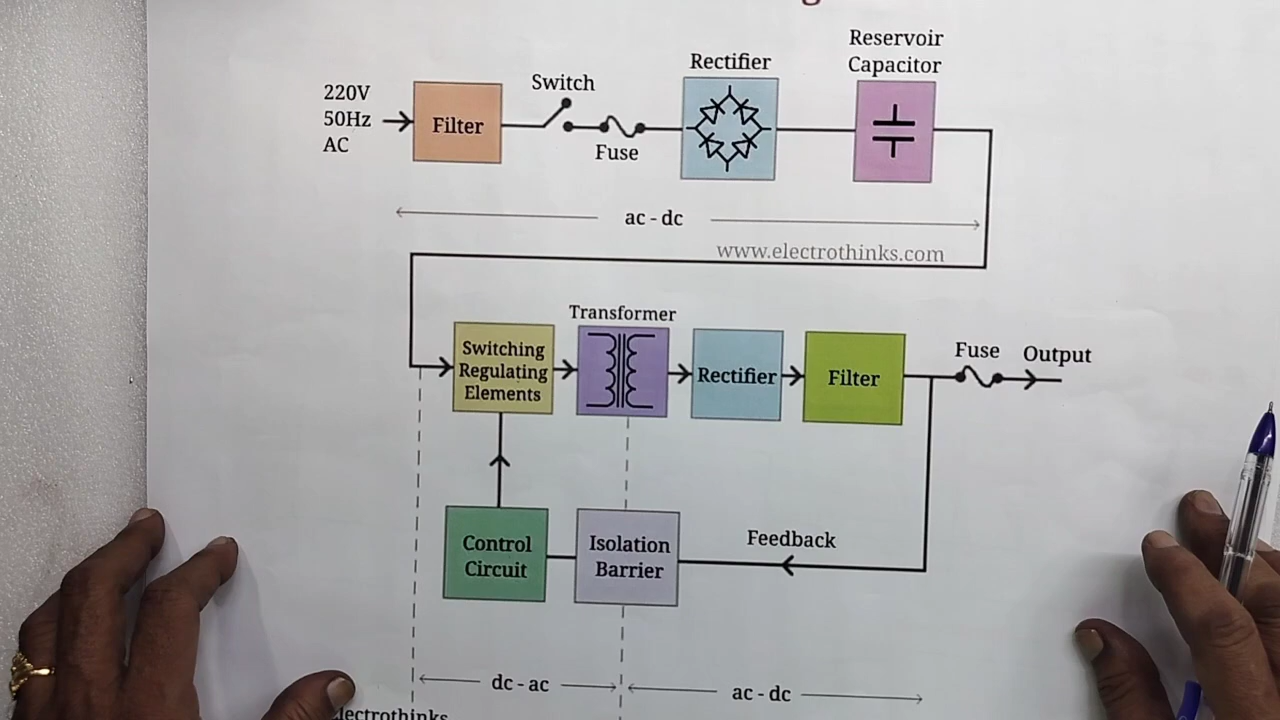 220V
50Hz
AC
Filter
Switch
Fuse
Rectifier
Reservoir
Capacitor
ac - dc
www.electrothinks.com
Switching
Regulating
Elements
Transformer
Rectifier
Filter
Fuse
Output
Control
Circuit
Isolation
Barrier
Feedback
dc - ac
ac - dc
lectrothinks